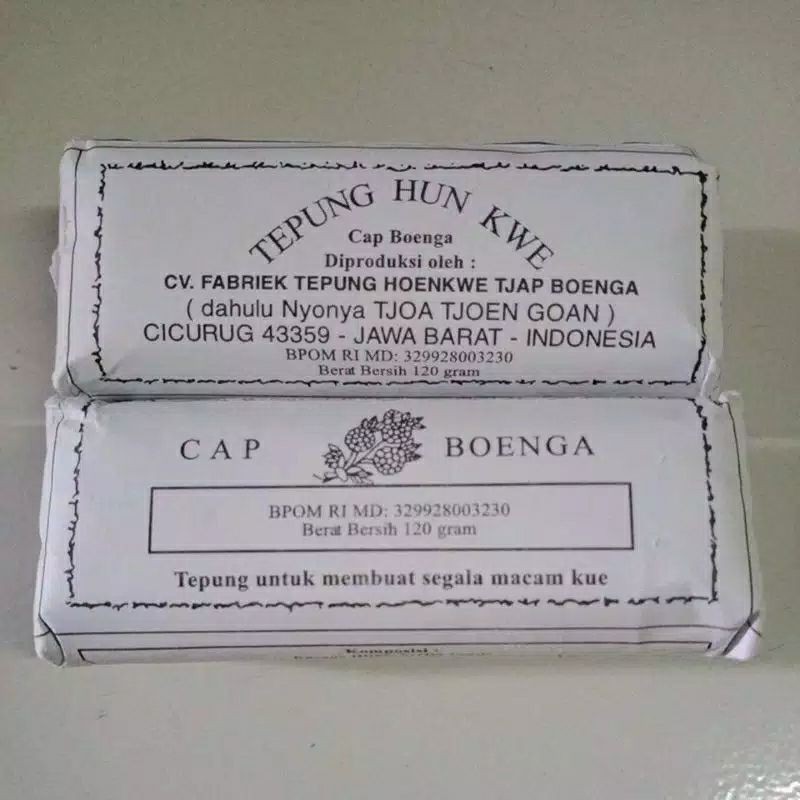 TEPUNG HUN KWE
Cap Boenga
Diproduksi oleh :
CV. FABRIEK TEPUNG HOENKWE TJAP BOENGA
( dahulu Nyonya TJOA TJOEN GOAN )
CICURUG 43359 - JAWA BARAT - INDONESIA
BPOM RI MD: 329928003230
Berat Bersih 120 gram
CAP BOENGA
BPOM RI MD: 329928003230
Berat Bersih 120 gram
Tepung untuk membuat segala macam kue
Komposisi :